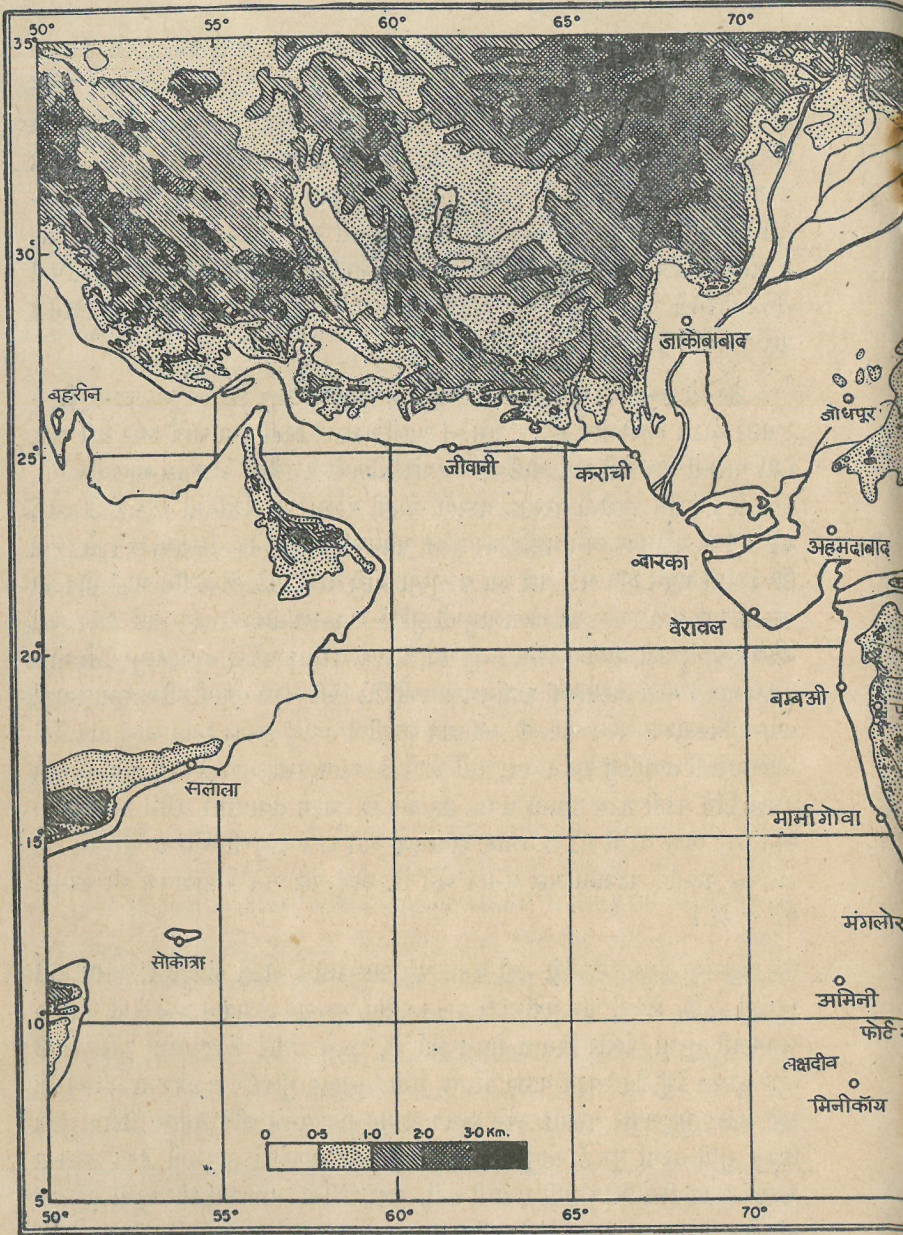 50° 55° 60° 65° 70°
35°
30°
जाकोबाबाद
बहरीन
जोधपूर
25°
जीवानी
कराची
अहमदाबाद
व्दारका
वेरावल
20°
बम्बओ
सलाला
15°
मार्मागोवा
मंगलोर
सोकोत्रा
अमिनी
10°
फोर्ट
लक्षदीव
मिनीकॉय
0 0·5 1·0 2·0 3·0 Km.
5°
50° 55° 60° 65° 70°